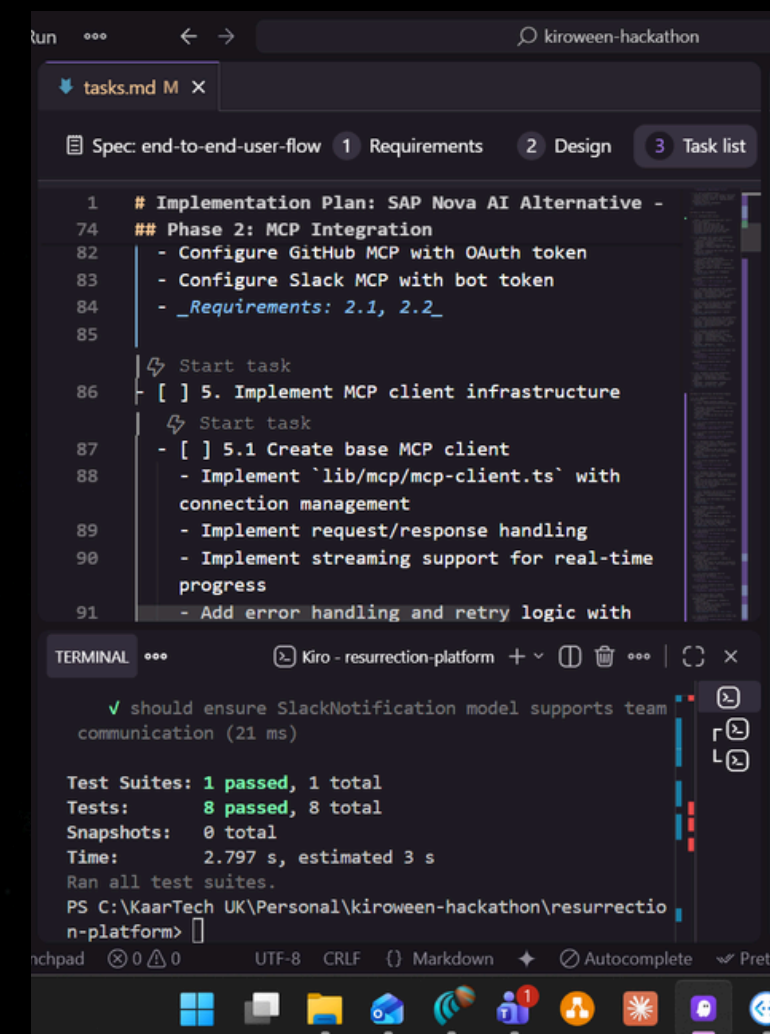 Run
kiroween-hackathon
tasks.md M
Spec: end-to-end-user-flow 1 Requirements 2 Design 3 Task list
1 # Implementation Plan: SAP Nova AI Alternative -
74 ## Phase 2: MCP Integration
82 - Configure GitHub MCP with OAuth token
83 - Configure Slack MCP with bot token
84 - _Requirements: 2.1, 2.2_
85
Start task
86 - [ ] 5. Implement MCP client infrastructure
Start task
87 - [ ] 5.1 Create base MCP client
88 - Implement `lib/mcp/mcp-client.ts` with
connection management
89 - Implement request/response handling
90 - Implement streaming support for real-time
progress
91 - Add error handling and retry logic with
TERMINAL Kiro - resurrection-platform
√ should ensure SlackNotification model supports team
communication (21 ms)
Test Suites: 1 passed, 1 total
Tests: 8 passed, 8 total
Snapshots: 0 total
Time: 2.797 s, estimated 3 s
Ran all test suites.
PS C:\KaarTech UK\Personal\kiroween-hackathon\resurrectio
n-platform>
nchpad 0 0 UTF-8 CRLF {} Markdown Autocomplete Pret
1